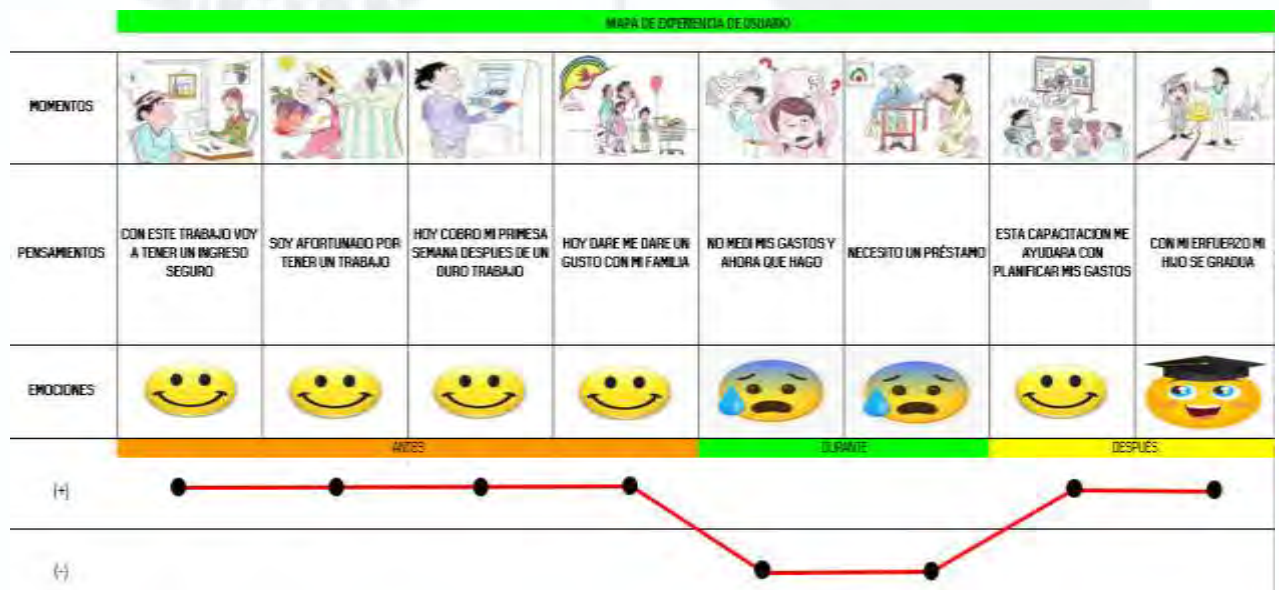 MAPA DE EXPERIENCIA DE USUARIO
MOMENTOS
PENSAMIENTOS
CON ESTE TRABAJO VOY
A TENER UN INGRESO
SEGURO
SOY AFORTUNADO POR
TENER UN TRABAJO
HOY COBRO MI PRIMESA
SEMANA DESPUES DE UN
DURO TRABAJO
HOY DARE ME DARE UN
GUSTO CON MI FAMILIA
NO MEDI MIS GASTOS Y
AHORA QUE HAGO
NECESITO UN PRÉSTAMO
ESTA CAPACITACION ME
AYUDARA CON
PLANIFICAR MIS GASTOS
CON MI ERFUERZO MI
HIJO SE GRADUA
EMOCIONES
ANTES
DURANTE
DESPUÉS
(+)
(-)